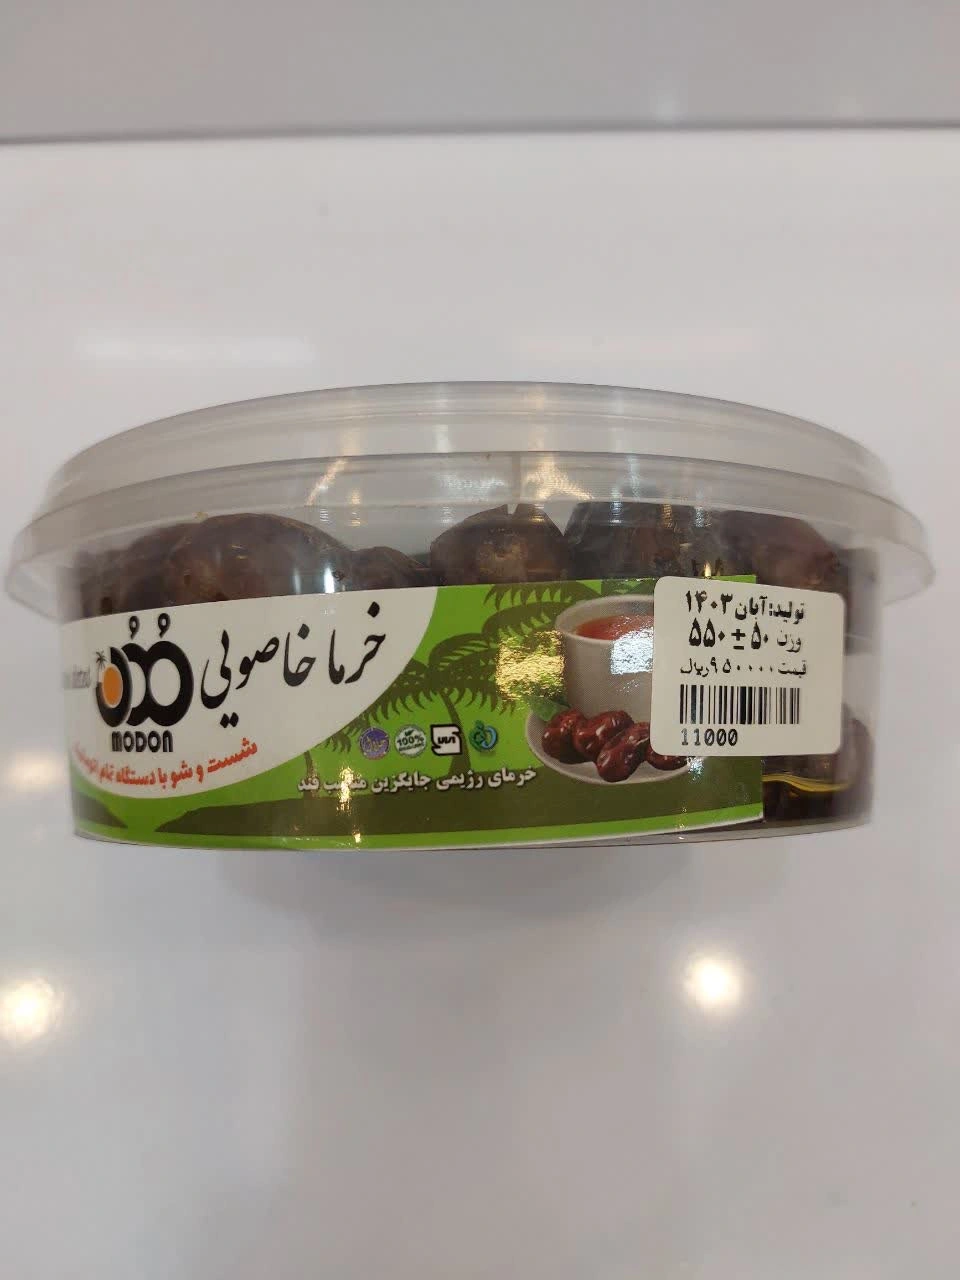 خرما خاصویی
مُدُن
MODON
شست و شو با دستگاه تمام
100%
خرمای رژیمی جایگزین مناسب قند
تولید: آبان ۱۴۰۳
وزن ۵۰ ± ۵۵۰
قیمت ۹۵۰۰۰۰ ریال
11000